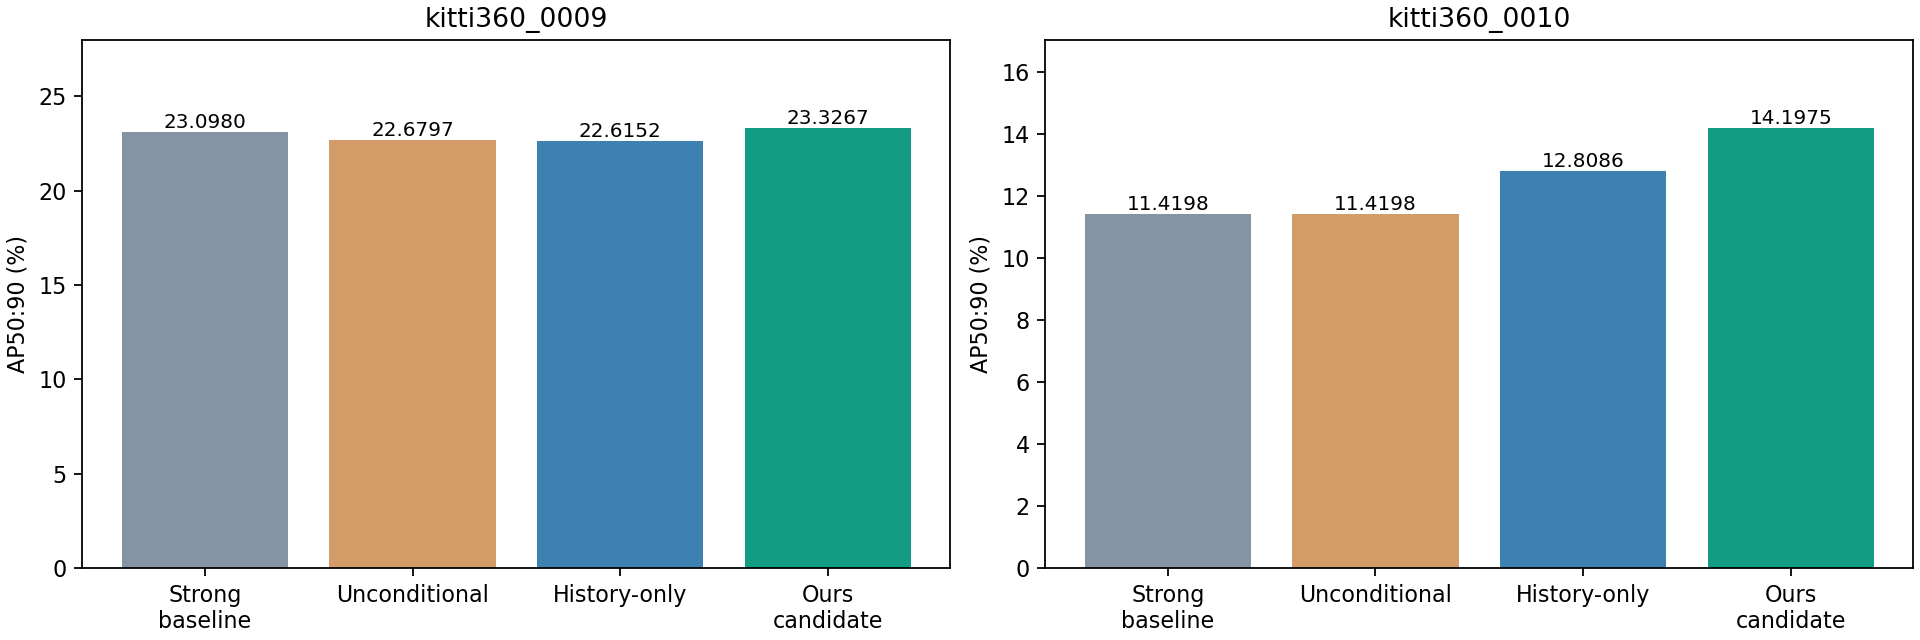 kitti360_0009
AP50:90 (%)
25
20
15
10
5
0
23.0980
22.6797
22.6152
23.3267
Strong
baseline
Unconditional
History-only
Ours
candidate
kitti360_0010
AP50:90 (%)
16
14
12
10
8
6
4
2
0
11.4198
11.4198
12.8086
14.1975
Strong
baseline
Unconditional
History-only
Ours
candidate